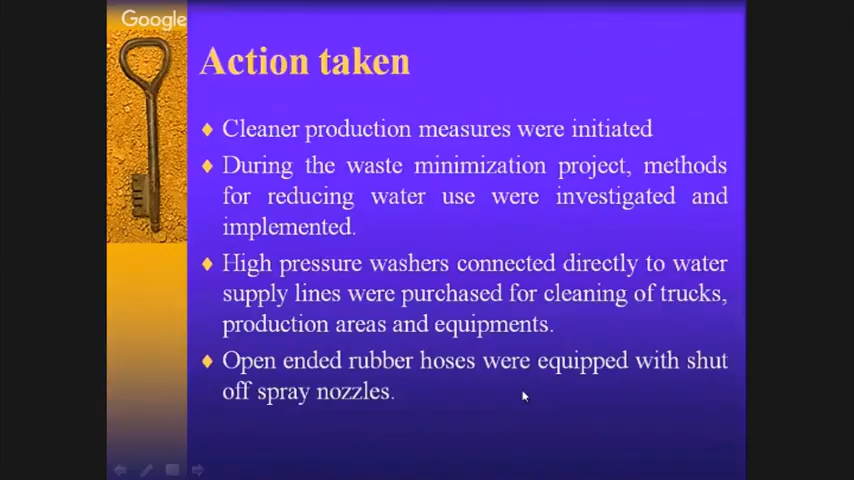 Google
Action taken
Cleaner production measures were initiated
During the waste minimization project, methods
for reducing water use were investigated and
implemented.
High pressure washers connected directly to water
supply lines were purchased for cleaning of trucks,
production areas and equipments.
Open ended rubber hoses were equipped with shut
off spray nozzles.